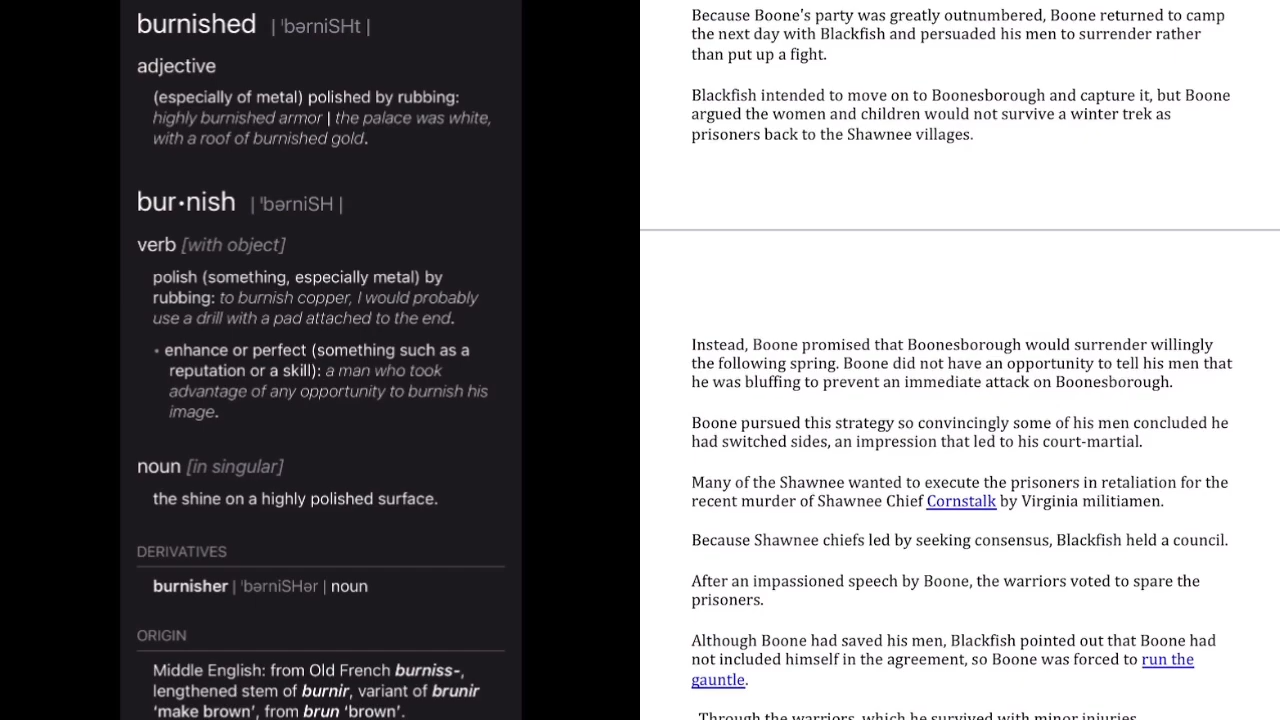 burnished | ˈbərniSHt |
adjective
(especially of metal) polished by rubbing:
highly burnished armor | the palace was white,
with a roof of burnished gold.
bur•nish | ˈbərniSH |
verb [with object]
polish (something, especially metal) by
rubbing: to burnish copper, I would probably
use a drill with a pad attached to the end.
• enhance or perfect (something such as a
reputation or a skill): a man who took
advantage of any opportunity to burnish his
image.
noun [in singular]
the shine on a highly polished surface.
DERIVATIVES
burnisher | ˈbərniSHər | noun
ORIGIN
Middle English: from Old French burniss-,
lengthened stem of burnir, variant of brunir
‘make brown’, from brun ‘brown’.
Because Boone's party was greatly outnumbered, Boone returned to camp
the next day with Blackfish and persuaded his men to surrender rather
than put up a fight.
Blackfish intended to move on to Boonesborough and capture it, but Boone
argued the women and children would not survive a winter trek as
prisoners back to the Shawnee villages.
Instead, Boone promised that Boonesborough would surrender willingly
the following spring. Boone did not have an opportunity to tell his men that
he was bluffing to prevent an immediate attack on Boonesborough.
Boone pursued this strategy so convincingly some of his men concluded he
had switched sides, an impression that led to his court-martial.
Many of the Shawnee wanted to execute the prisoners in retaliation for the
recent murder of Shawnee Chief Cornstalk by Virginia militiamen.
Because Shawnee chiefs led by seeking consensus, Blackfish held a council.
After an impassioned speech by Boone, the warriors voted to spare the
prisoners.
Although Boone had saved his men, Blackfish pointed out that Boone had
not included himself in the agreement, so Boone was forced to run the
gauntle.
Through the warriors, which he survived with minor injuries.